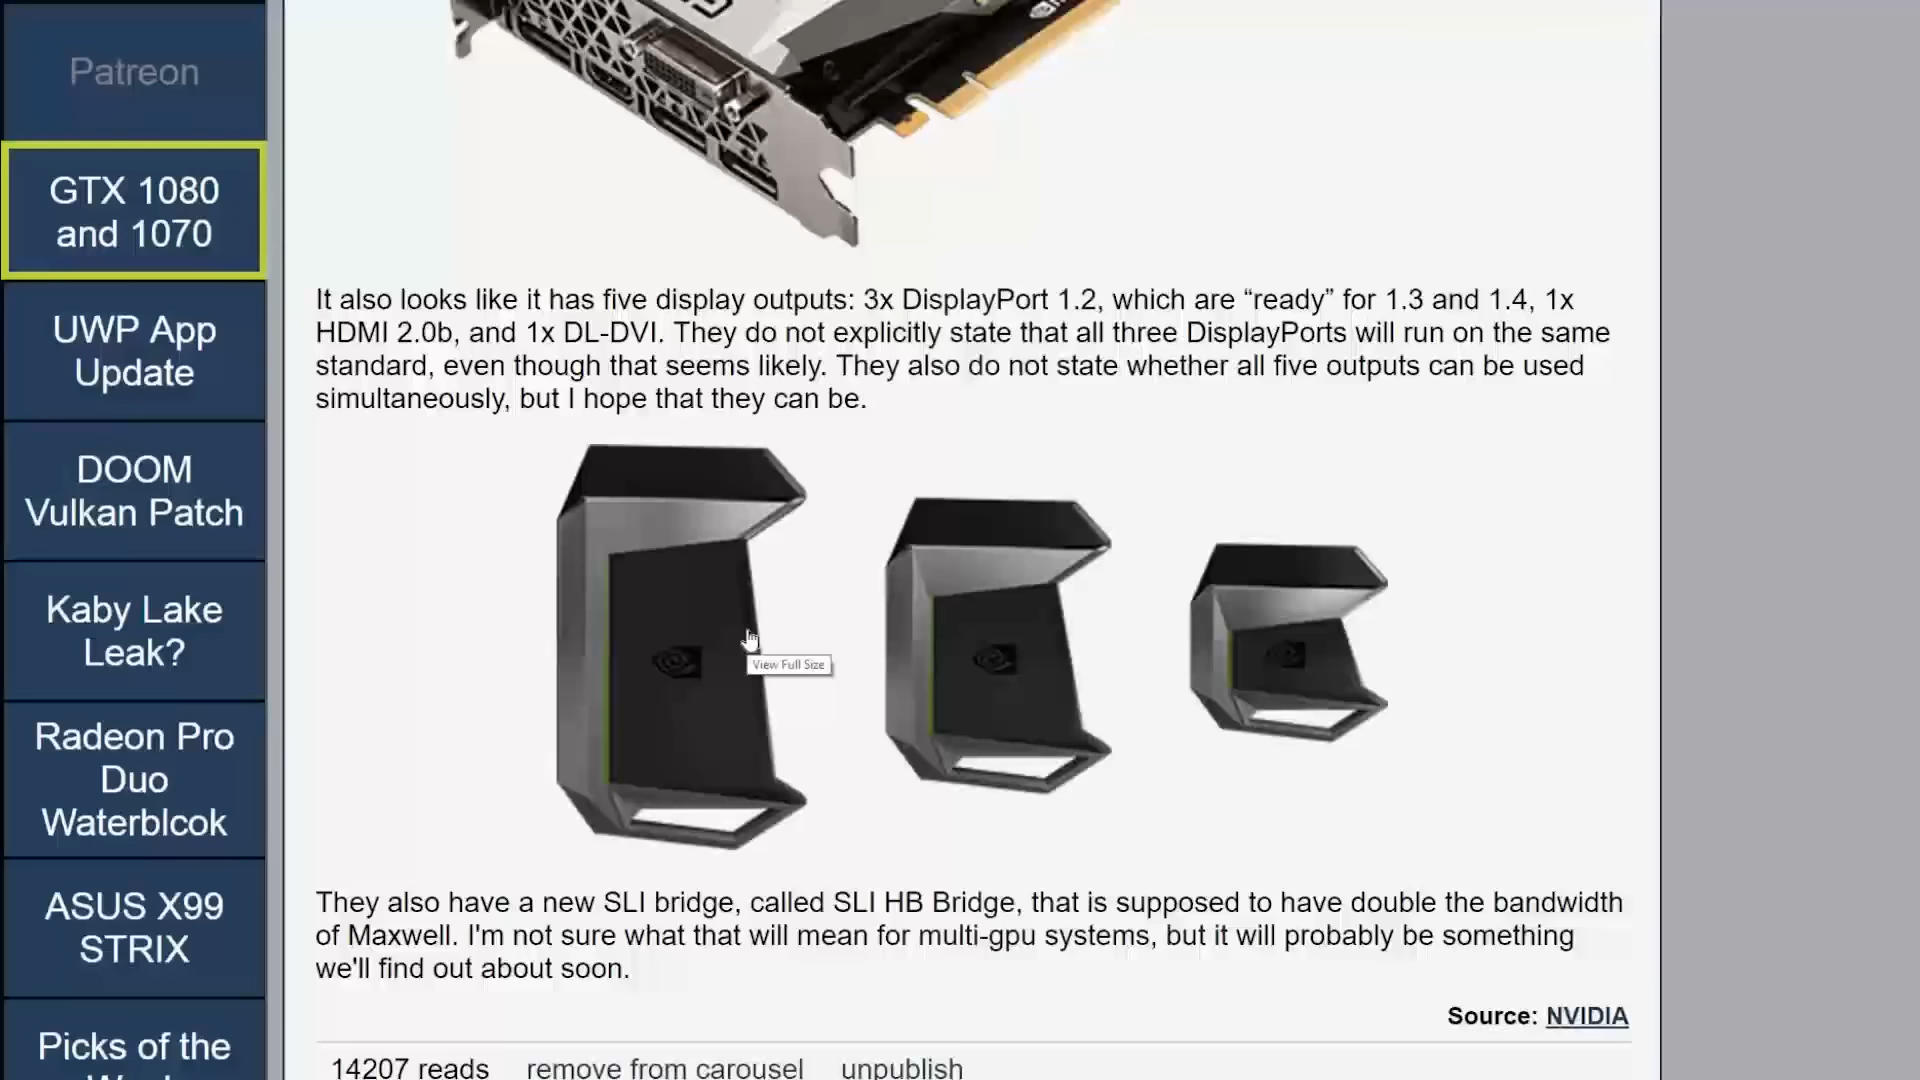 Patreon
GTX 1080
and 1070
UWP App
Update
DOOM
Vulkan Patch
Kaby Lake
Leak?
Radeon Pro
Duo
Waterblcok
ASUS X99
STRIX
Picks of the
It also looks like it has five display outputs: 3x DisplayPort 1.2, which are “ready” for 1.3 and 1.4, 1x
HDMI 2.0b, and 1x DL-DVI. They do not explicitly state that all three DisplayPorts will run on the same
standard, even though that seems likely. They also do not state whether all five outputs can be used
simultaneously, but I hope that they can be.
View Full Size
They also have a new SLI bridge, called SLI HB Bridge, that is supposed to have double the bandwidth
of Maxwell. I'm not sure what that will mean for multi-gpu systems, but it will probably be something
we'll find out about soon.
Source: NVIDIA
14207 reads remove from carousel unpublish